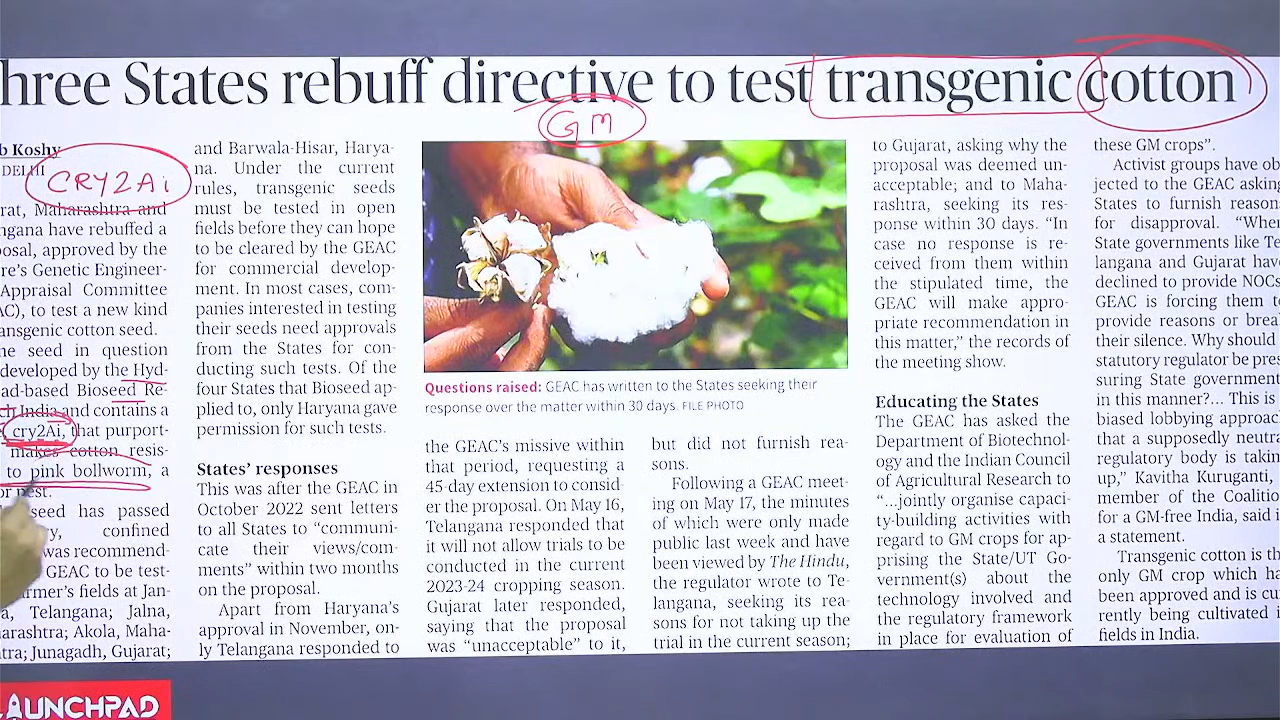 hree States rebuff directive to test transgenic cotton
GM
b Koshy
DELHI
CRY2Ai
rat, Maharashtra and
ngana have rebuffed a
osal, approved by the
re's Genetic Engineer-
Appraisal Committee
AC), to test a new kind
ansgenic cotton seed.
he seed in question
developed by the Hyd-
ad-based Bioseed Re-
ch India and contains a
cry2Ai, that purport-
makes cotton resis-
to pink bollworm, a
or pest.
seed has passed
y, confined
was recommend-
GEAC to be test-
rmer's fields at Jan-
a, Telangana; Jalna,
arashtra; Akola, Maha-
tra; Junagadh, Gujarat;
and Barwala-Hisar, Harya-
na. Under the current
rules, transgenic seeds
must be tested in open
fields before they can hope
to be cleared by the GEAC
for commercial develop-
ment. In most cases, com-
panies interested in testing
their seeds need approvals
from the States for con-
ducting such tests. Of the
four States that Bioseed ap-
plied to, only Haryana gave
permission for such tests.
States' responses
This was after the GEAC in
October 2022 sent letters
to all States to “communi-
cate their views/com-
ments” within two months
on the proposal.
Apart from Haryana's
approval in November, on-
ly Telangana responded to
Questions raised: GEAC has written to the States seeking their
response over the matter within 30 days. FILE PHOTO
the GEAC's missive within
that period, requesting a
45-day extension to consid-
er the proposal. On May 16,
Telangana responded that
it will not allow trials to be
conducted in the current
2023-24 cropping season.
Gujarat later responded,
saying that the proposal
was “unacceptable” to it,
but did not furnish rea-
sons.
Following a GEAC meet-
ing on May 17, the minutes
of which were only made
public last week and have
been viewed by The Hindu,
the regulator wrote to Te-
langana, seeking its rea-
sons for not taking up the
trial in the current season;
to Gujarat, asking why the
proposal was deemed un-
acceptable; and to Maha-
rashtra, seeking its res-
ponse within 30 days. “In
case no response is re-
ceived from them within
the stipulated time, the
GEAC will make appro-
priate recommendation in
this matter,” the records of
the meeting show.
Educating the States
The GEAC has asked the
Department of Biotechnol-
ogy and the Indian Council
of Agricultural Research to
“...jointly organise capaci-
ty-building activities with
regard to GM crops for ap-
prising the State/UT Go-
vernment(s) about the
technology involved and
the regulatory framework
in place for evaluation of
these GM crops”.
Activist groups have ob
jected to the GEAC askin
States to furnish reason
for disapproval. “When
State governments like Te
langana and Gujarat have
declined to provide NOCs
GEAC is forcing them t
provide reasons or brea
their silence. Why should
statutory regulator be pre
suring State government
in this manner?... This is
biased lobbying approac
that a supposedly neutra
regulatory body is takin
up,” Kavitha Kuruganti,
member of the Coalition
for a GM-free India, said i
a statement.
Transgenic cotton is th
only GM crop which ha
been approved and is cur
rently being cultivated i
fields in India.
LAUNCHPAD